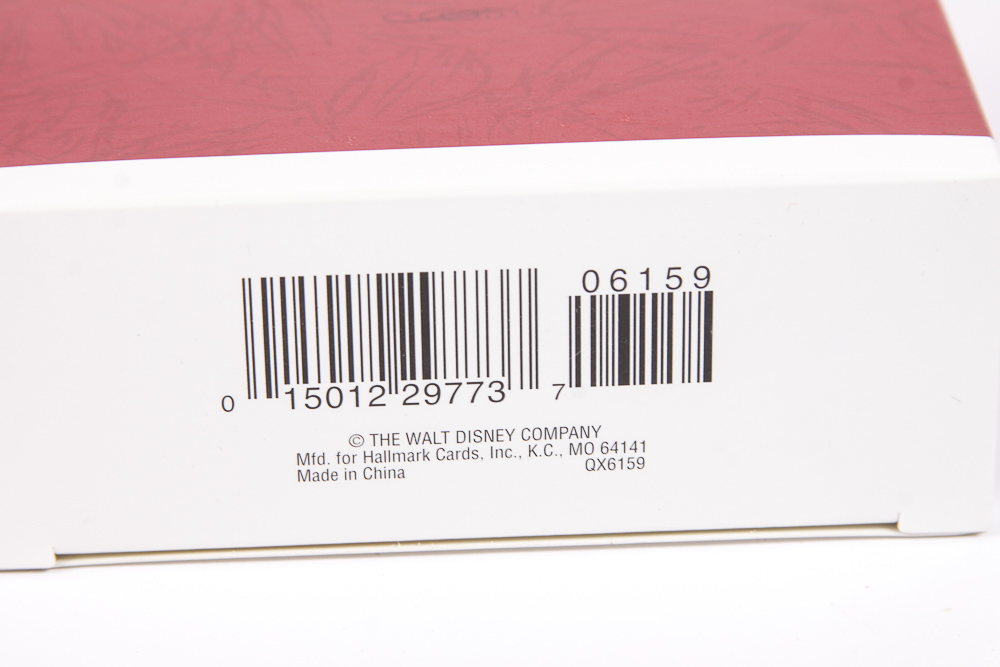 06159
0 15012 29773 7
© THE WALT DISNEY COMPANY
Mfd. for Hallmark Cards, Inc., K.C., MO 64141
Made in China QX6159